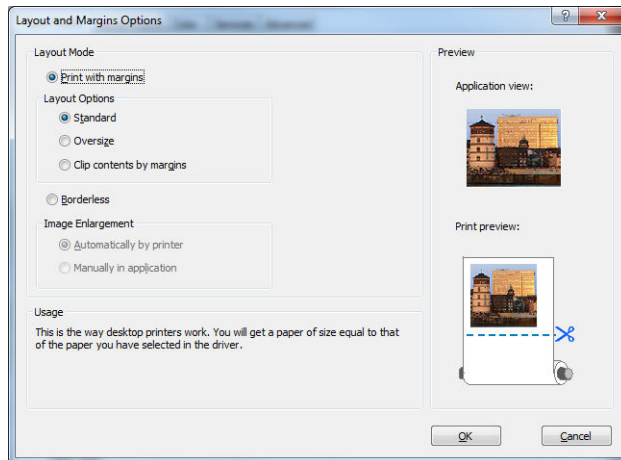 Layout and Margins Options
Layout Mode
Print with margins
Layout Options
Standard
Oversize
Clip contents by margins
Borderless
Image Enlargement
Automatically by printer
Manually in application
Usage
This is the way desktop printers work. You will get a paper of size equal to that
of the paper you have selected in the driver.
Preview
Application view:
Print preview:
OK
Cancel